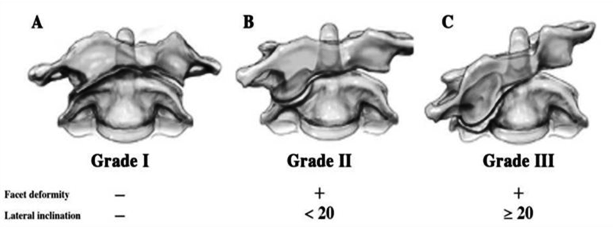 A B C
Grade I Grade II Grade III
Facet deformity – + +
Lateral inclination – < 20 ≥ 20